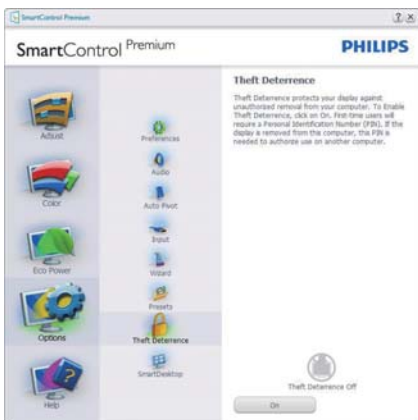 SmartControl Premium
SmartControl Premium
PHILIPS
Adjust
Color
Eco Power
Options
Help
Preferences
Audio
Auto Pivot
Input
Wizard
Presets
Theft Deterrence
SmartDesktop
Theft Deterrence
Theft Deterrence protects your display against
unauthorized removal from your computer. To Enable
Theft Deterrence, click on On. First-time users will
require a Personal Identification Number (PIN). If the
display is removed from this computer, this PIN is
needed to authorize use on another computer.
Theft Deterrence Off
On